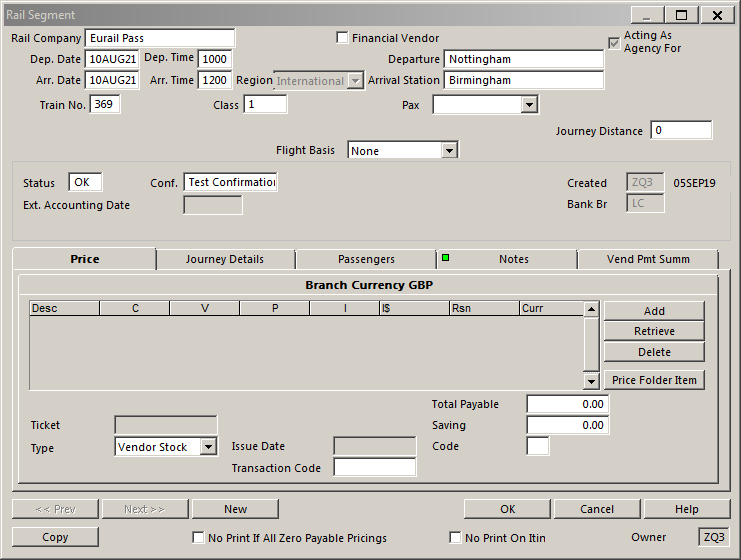 Rail Segment
Rail Company Eurail Pass Financial Vendor Acting As Agency For
Dep. Date 10AUG21 Dep. Time 1000 Departure Nottingham
Arr. Date 10AUG21 Arr. Time 1200 Region International Arrival Station Birmingham
Train No. 369 Class 1 Pax
Journey Distance 0
Flight Basis None
Status OK Conf. Test Confirmation Created ZQ3 05SEP19
Ext. Accounting Date Bank Br LC
Price Journey Details Passengers Notes Vend Pmt Summ
Branch Currency GBP
Desc C V P I I$ Rsn Curr Add
Retrieve
Delete
Price Folder Item
Total Payable 0.00
Ticket Saving 0.00
Type Vendor Stock Issue Date Code
Transaction Code
<< Prev Next >> New OK Cancel Help
Copy No Print If All Zero Payable Pricings No Print On Itin Owner ZQ3